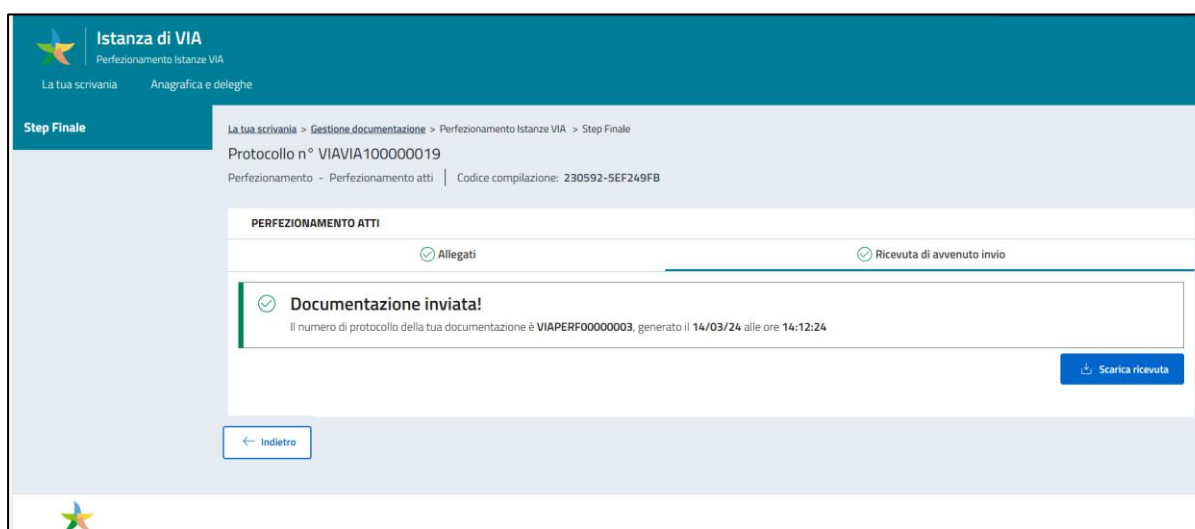 Istanza di VIA
Perfezionamento Istanze VIA
La tua scrivania Anagrafica e deleghe
Step Finale
La tua scrivania > Gestione documentazione > Perfezionamento Istanze VIA > Step Finale
Protocollo n° VIAVIA100000019
Perfezionamento - Perfezionamento atti | Codice compilazione: 230592-5EF249FB
PERFEZIONAMENTO ATTI
Allegati
Ricevuta di avvenuto invio
Documentazione inviata!
Il numero di protocollo della tua documentazione è VIAPERF00000003, generato il 14/03/24 alle ore 14:12:24
Scarica ricevuta
Indietro